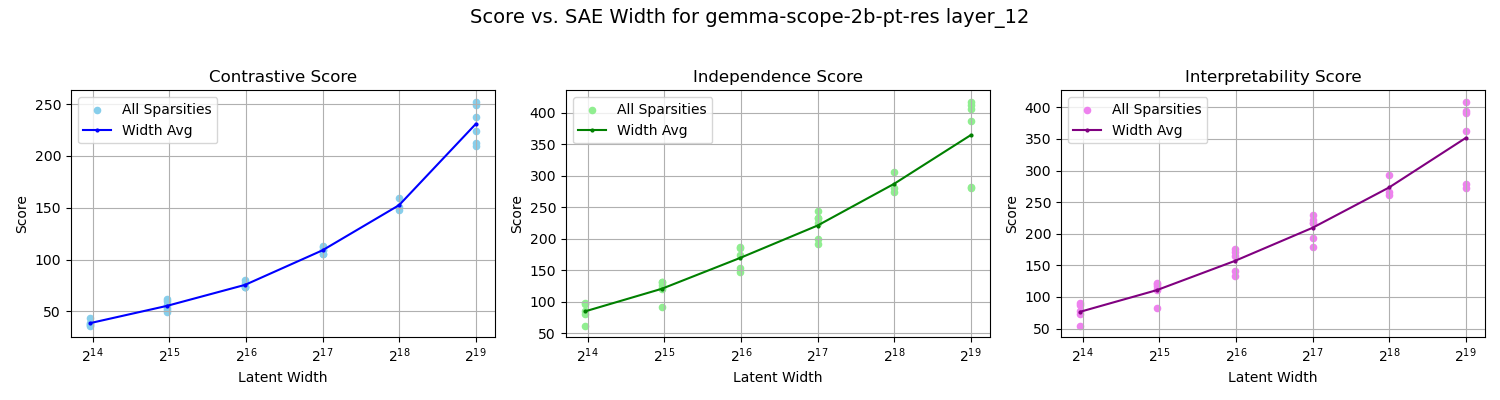 Score vs. SAE Width for gemma-scope-2b-pt-res layer_12
Contrastive Score
All Sparsities
Width Avg
250
200
150
100
50
Score
2^14 2^15 2^16 2^17 2^18 2^19
Latent Width
Independence Score
All Sparsities
Width Avg
400
350
300
250
200
150
100
50
Score
2^14 2^15 2^16 2^17 2^18 2^19
Latent Width
Interpretability Score
All Sparsities
Width Avg
400
350
300
250
200
150
100
50
Score
2^14 2^15 2^16 2^17 2^18 2^19
Latent Width